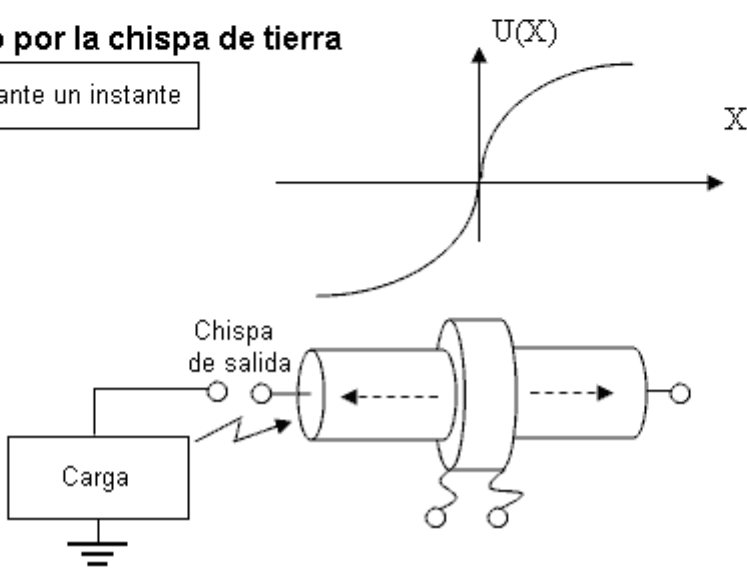 o por la chispa de tierra
ante un instante
U(X)
X
Chispa
de salida
Carga